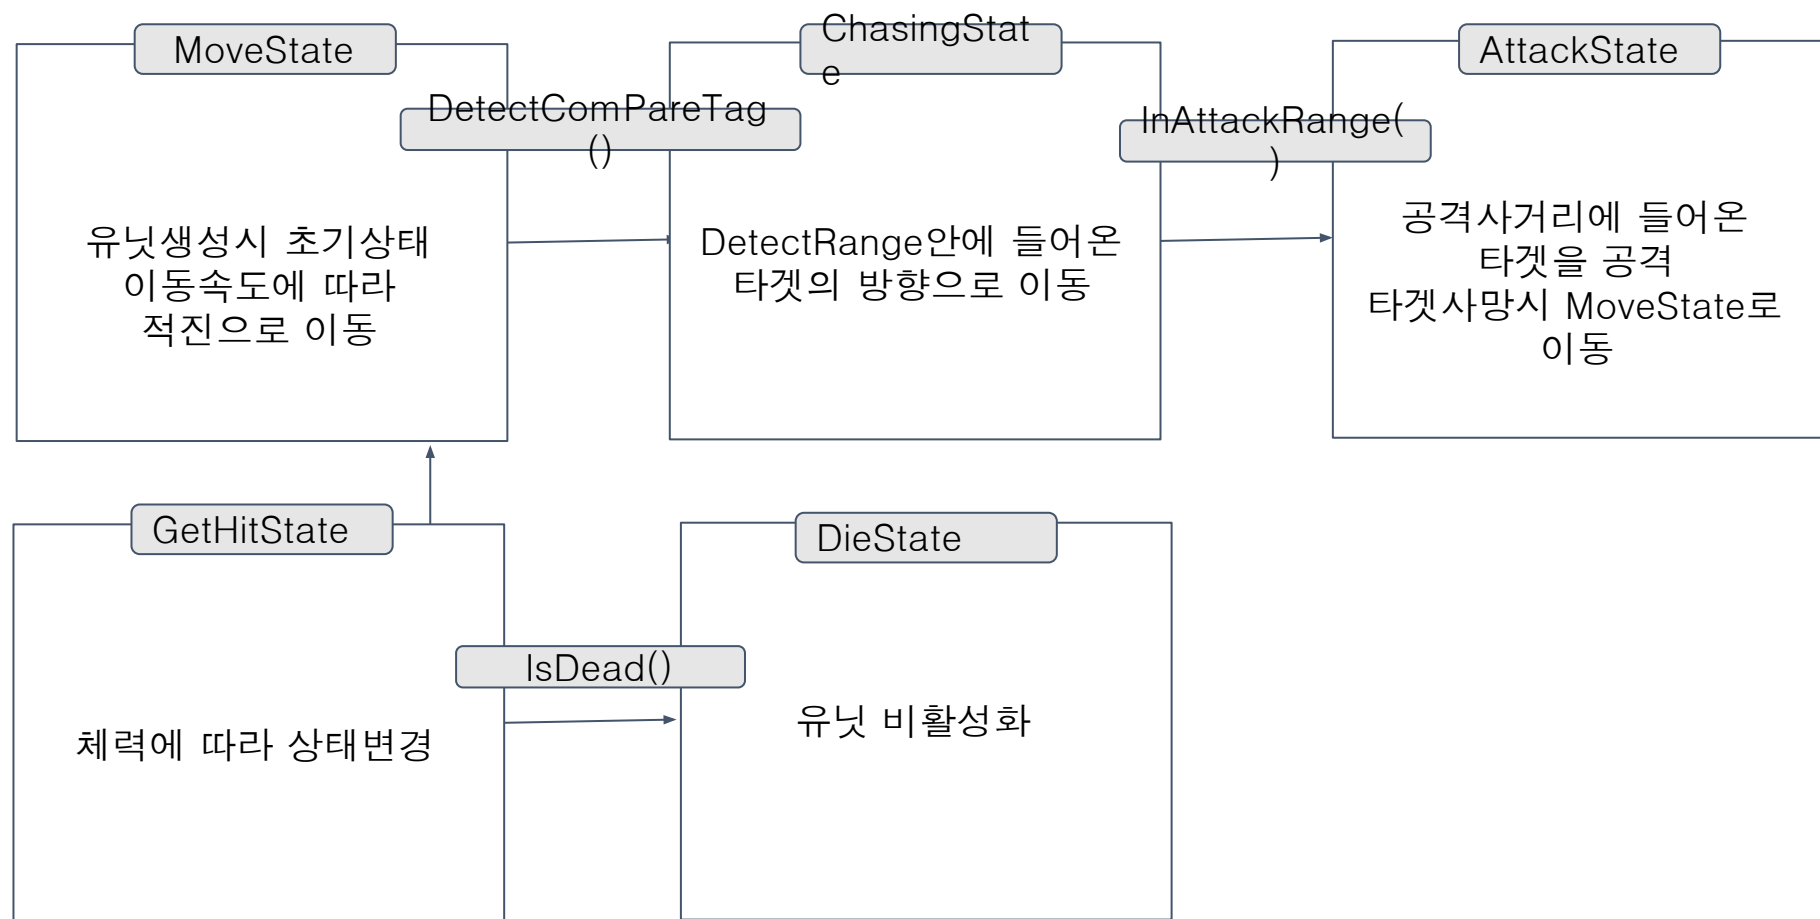 MoveState
ChasingStat
e
AttackState
DetectComPareTag
()
InAttackRange(
)
유닛생성시 초기상태
이동속도에 따라
적진으로 이동
DetectRange안에 들어온
타겟의 방향으로 이동
공격사거리에 들어온
타겟을 공격
타겟사망시 MoveState로
이동
GetHitState
DieState
IsDead()
체력에 따라 상태변경
유닛 비활성화